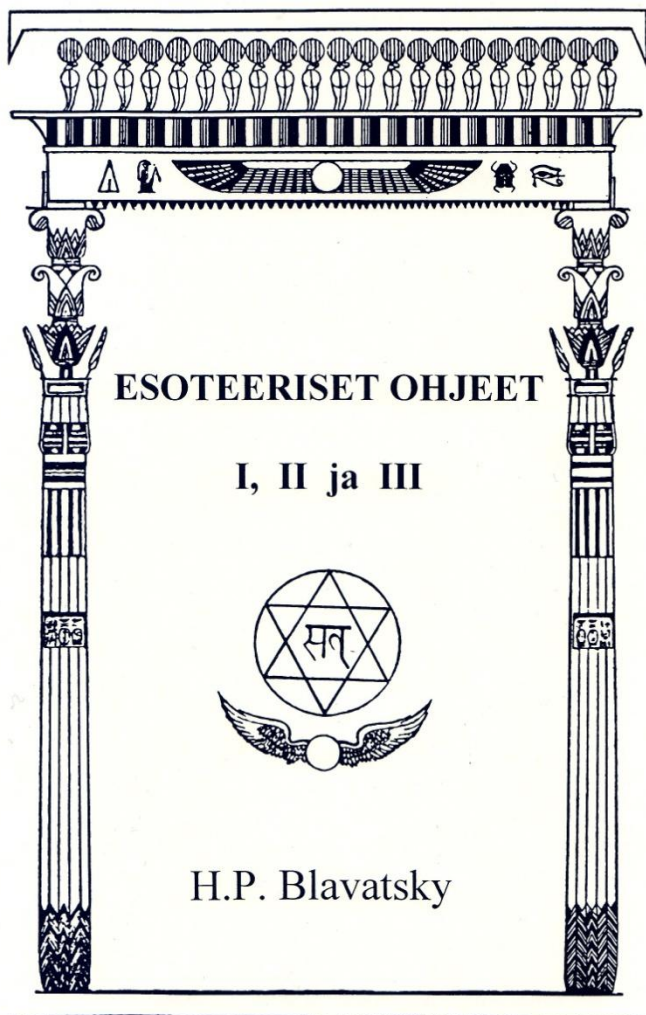 ESOTEERISET OHJEET
I, II ja III
सत्
H.P. Blavatsky